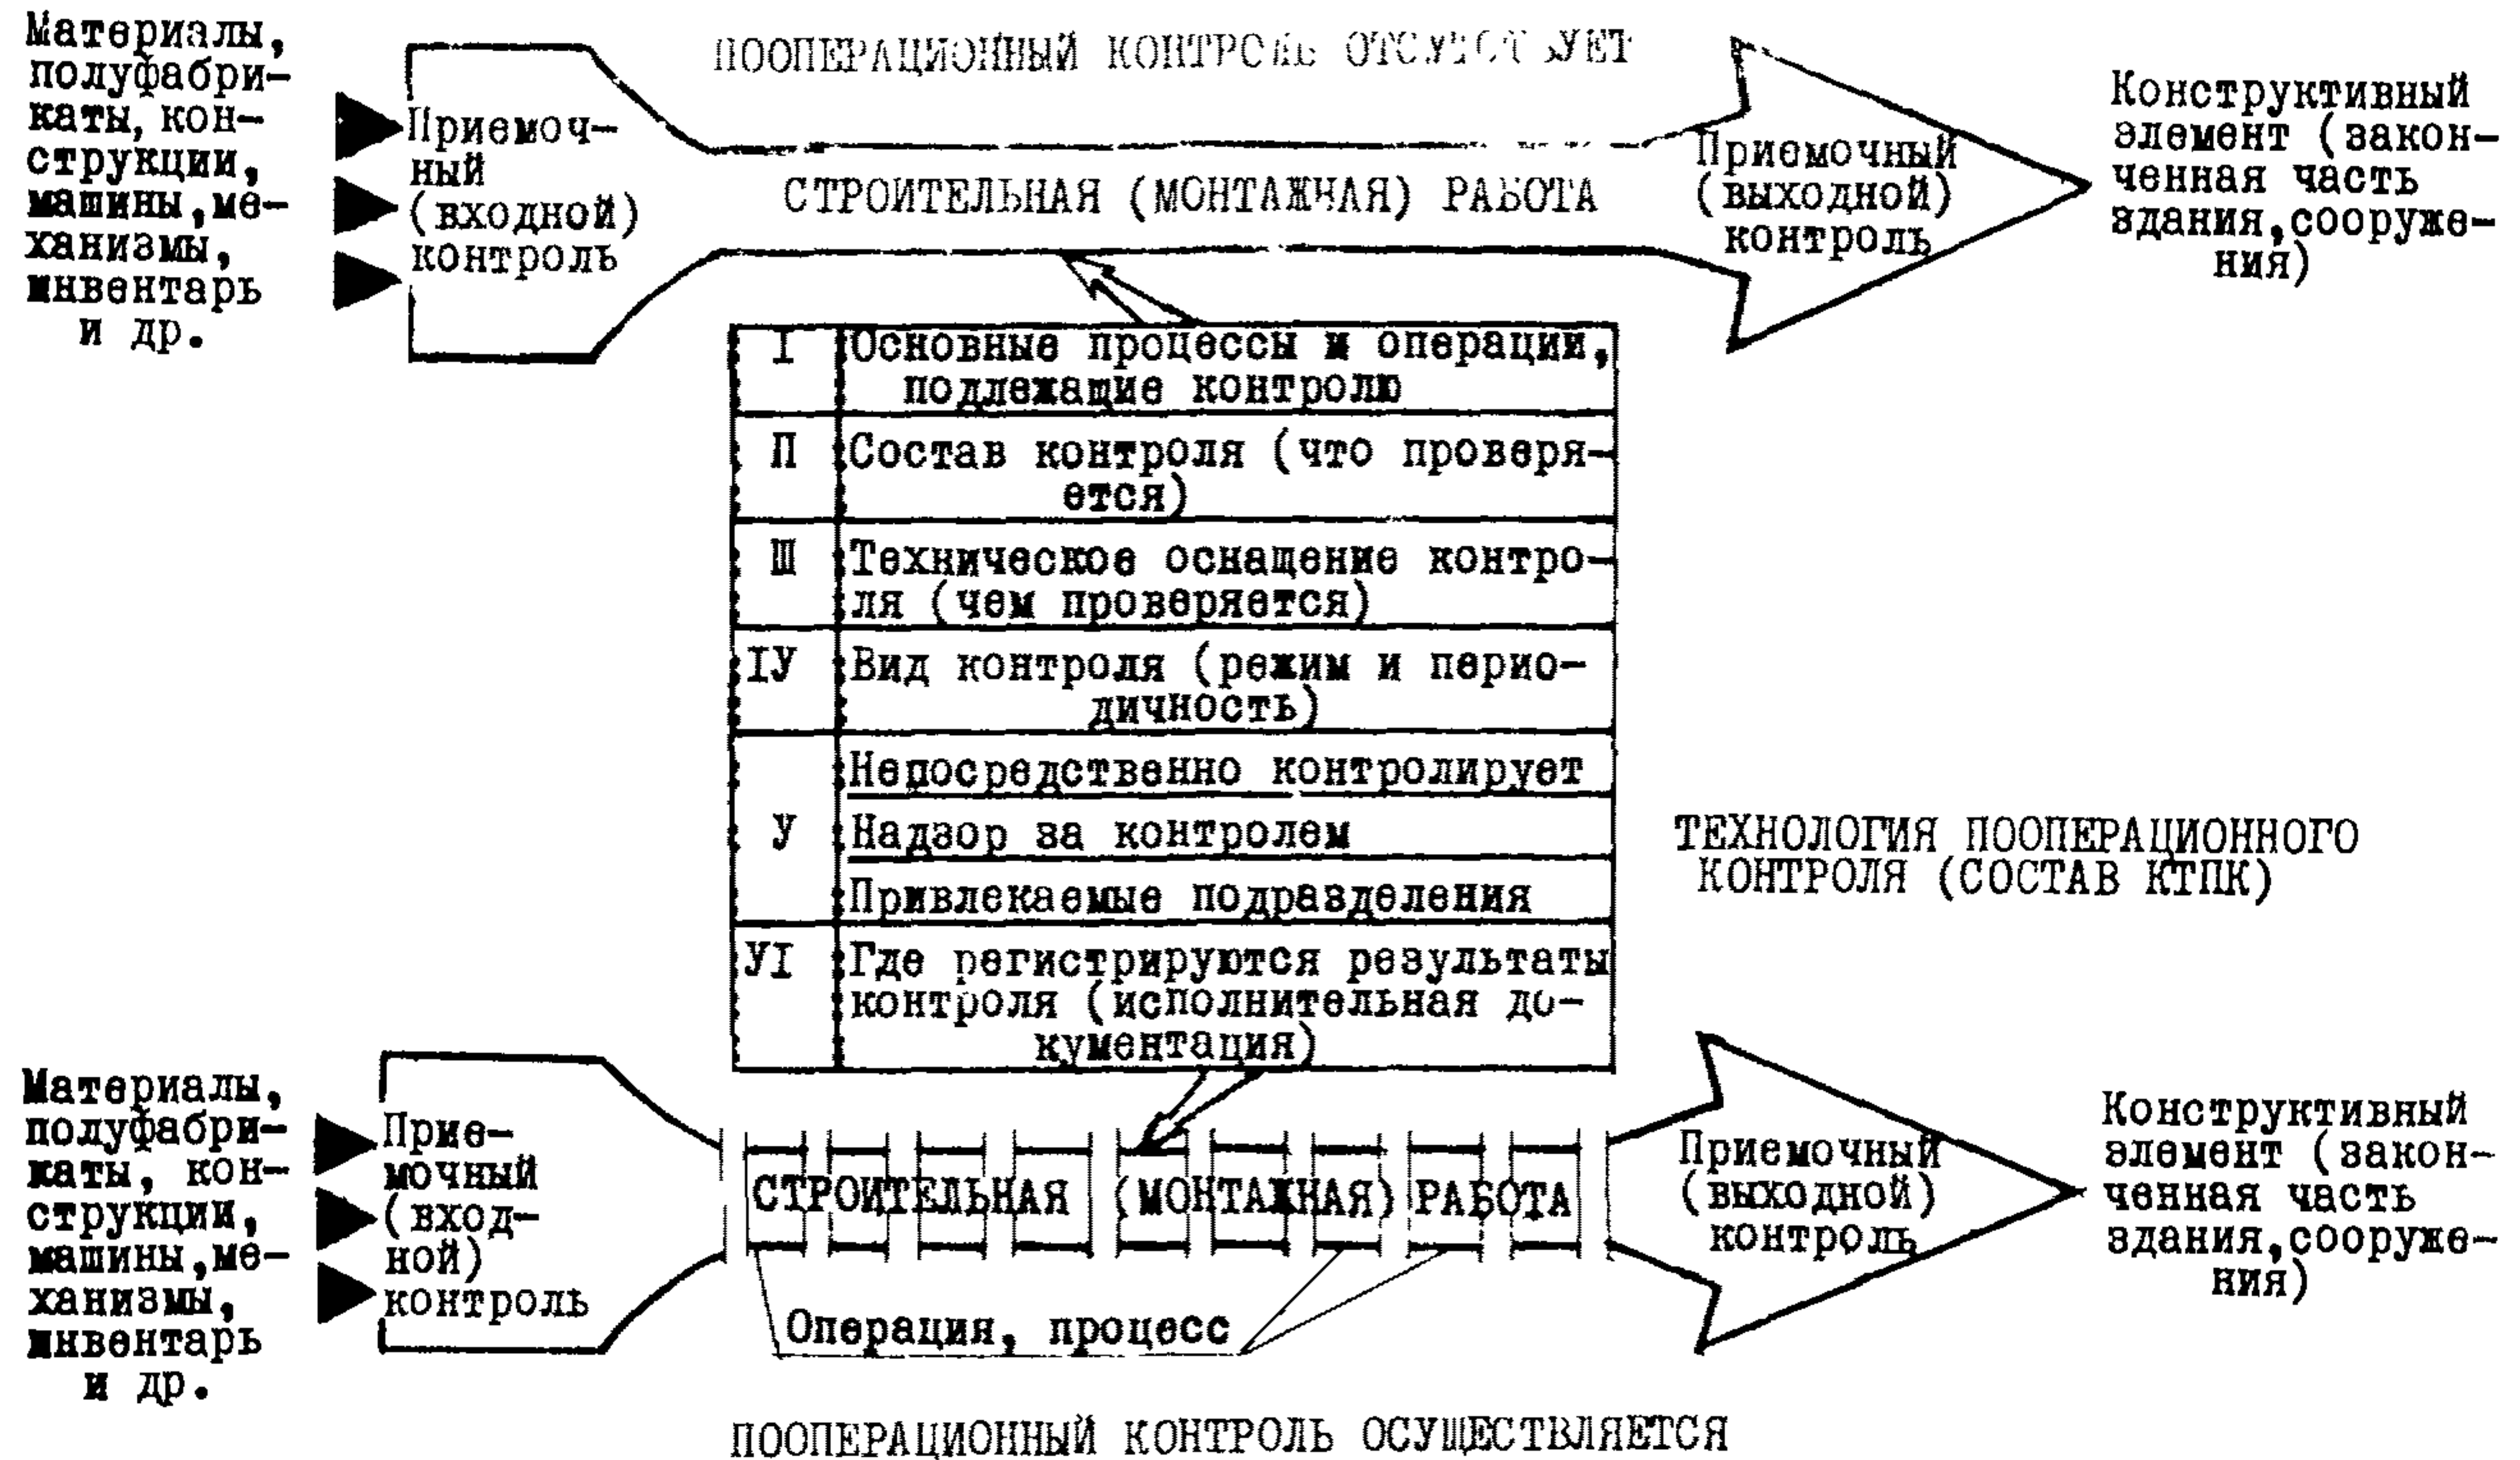 ПООПЕРАЦИОННЫЙ КОНТРОЛЬ ОТСУТСТВУЕТ
Материалы,
полуфабри-
каты, кон-
струкции,
машины, ме-
ханизмы,
инвентарь
и др.
Приемоч-
ный
(входной)
контроль
СТРОИТЕЛЬНАЯ (МОНТАЖНАЯ) РАБОТА
Приемочный
(выходной)
контроль
Конструктивный
элемент (закон-
ченная часть
здания, сооруже-
ния)
I Основные процессы и операции,
подлежащие контролю
П Состав контроля (что проверя-
ется)
Ш Техническое оснащение контро-
ля (чем проверяется)
IУ Вид контроля (режим и перио-
дичность)
Непосредственно контролирует
У Надзор за контролем
Привлекаемые подразделения
УI Где регистрируются результаты
контроля (исполнительная до-
кументация)
ТЕХНОЛОГИЯ ПООПЕРАЦИОННОГО
КОНТРОЛЯ (СОСТАВ КТПК)
Материалы,
полуфабри-
каты, кон-
струкции,
машины, ме-
ханизмы,
инвентарь
и др.
Прие-
мочный
(вход-
ной)
контроль
СТРОИТЕЛЬНАЯ (МОНТАЖНАЯ) РАБОТА
Операция, процесс
Приемочный
(выходной)
контроль
Конструктивный
элемент (закон-
ченная часть
здания, сооруже-
ния)
ПООПЕРАЦИОННЫЙ КОНТРОЛЬ ОСУЩЕСТВЛЯЕТСЯ